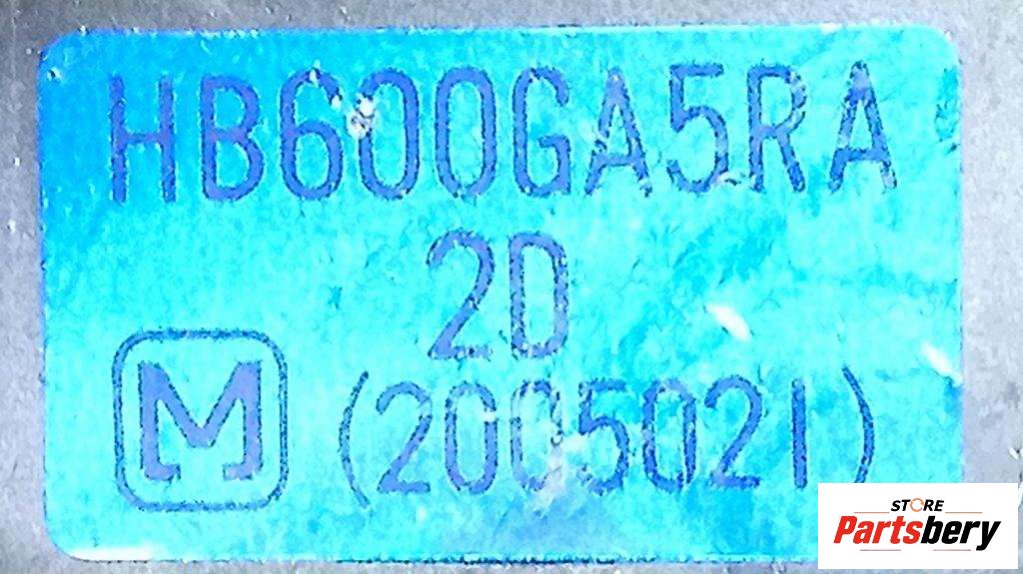 HB600GA5RA
2D
M (2005021)
STORE
Partsbery